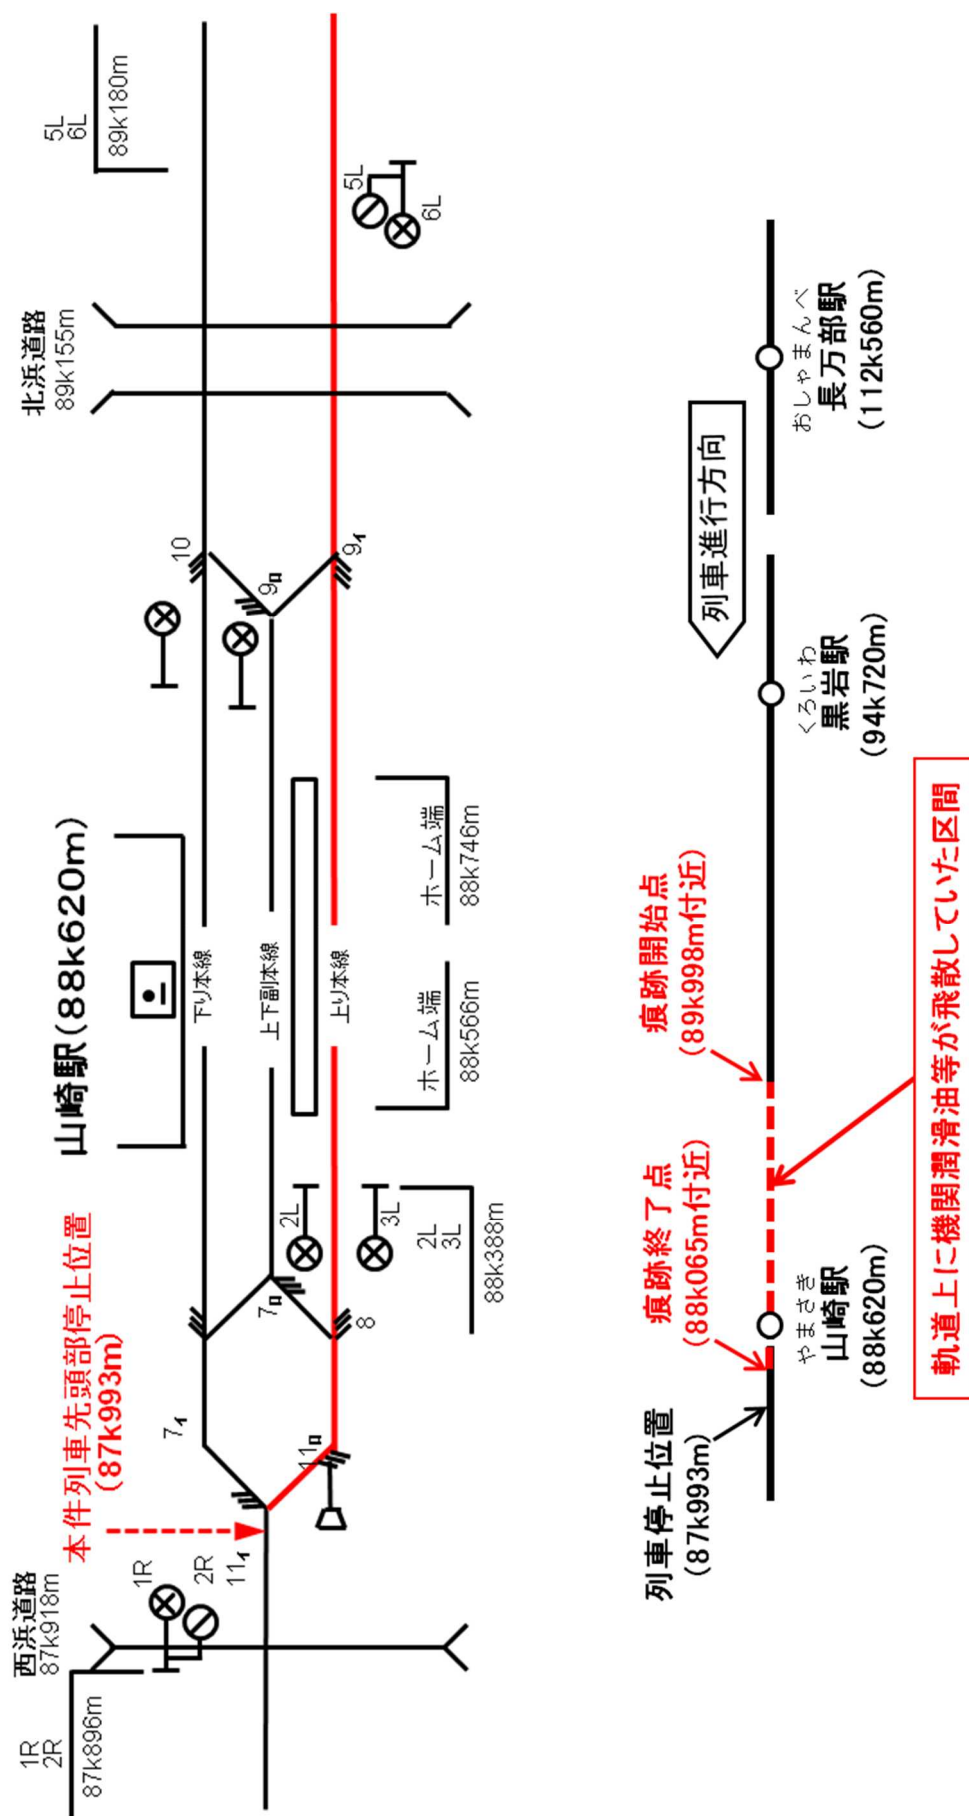 1R
2R
87k896m
西浜道路
87k918m
1R
2R
11ｲ
本件列車先頭部停止位置
(87k993m)
7ｲ
7ﾛ
11ﾛ
8
2L
3L
2L
3L
88k388m
山崎駅(88k620m)
下り本線
上下副本線
上り本線
ホーム端
88k566m
ホーム端
88k746m
10
9ﾛ
9ｲ
北浜道路
89k155m
5L
6L
89k180m
5L
6L
列車停止位置
(87k993m)
痕跡終了点
(88k065m付近)
やまさき
山崎駅
(88k620m)
痕跡開始点
(89k998m付近)
軌道上に機関潤滑油等が飛散していた区間
くろいわ
黒岩駅
(94k720m)
列車進行方向
おしゃまんべ
長万部駅
(112k560m)